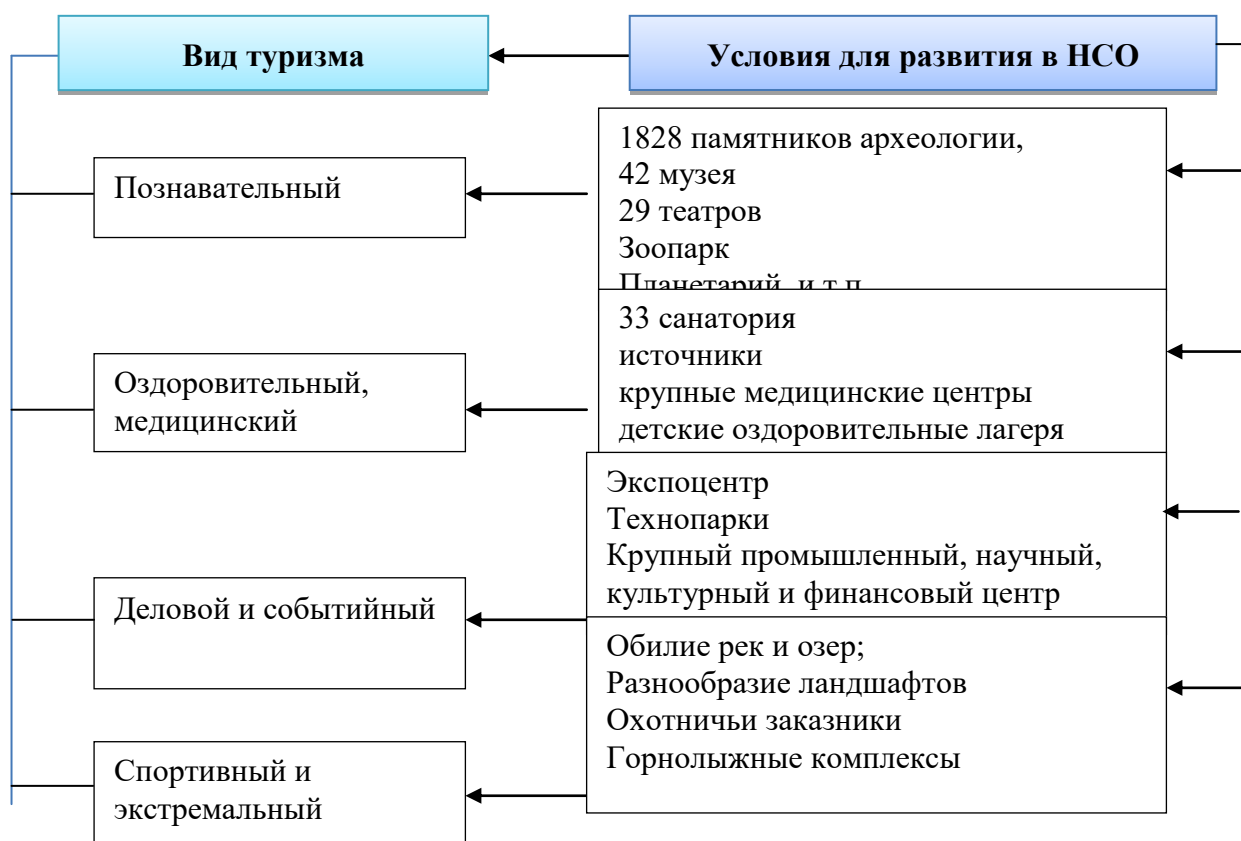 Вид туризма
Условия для развития в НСО
Познавательный
1828 памятников археологии,
42 музея
29 театров
Зоопарк
Планетарий и т.п.
Оздоровительный,
медицинский
33 санатория
источники
крупные медицинские центры
детские оздоровительные лагеря
Деловой и событийный
Экспоцентр
Технопарки
Крупный промышленный, научный,
культурный и финансовый центр
Спортивный и
экстремальный
Обилие рек и озер;
Разнообразие ландшафтов
Охотничьи заказники
Горнолыжные комплексы